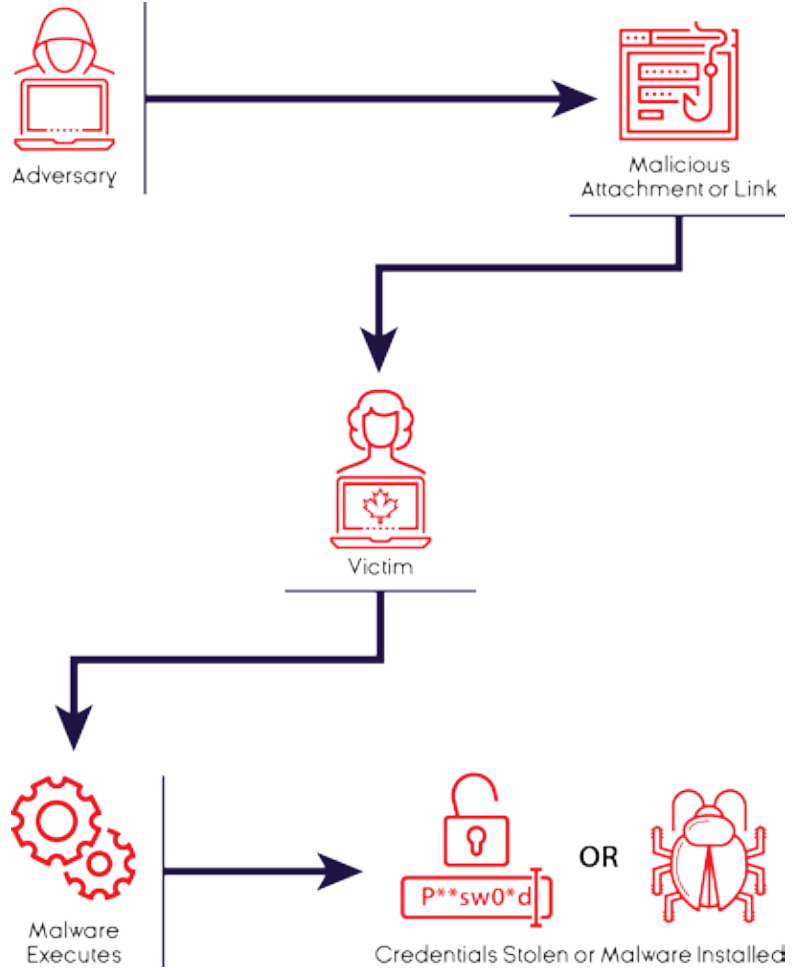 Adversary
Malicious
Attachment or Link
Victim
Malware
Executes
P**sw0*d
OR
Credentials Stolen or Malware Installed